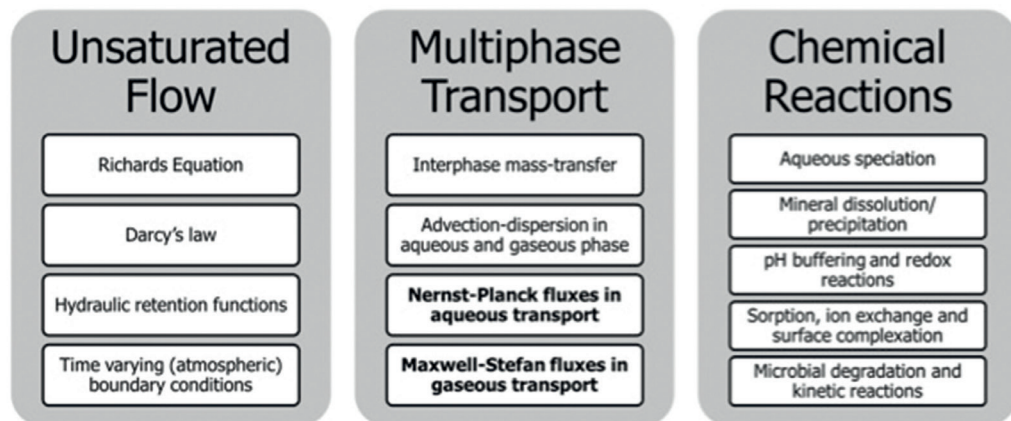 Unsaturated
Flow
Richards Equation
Darcy's law
Hydraulic retention functions
Time varying (atmospheric)
boundary conditions
Multiphase
Transport
Interphase mass-transfer
Advection-dispersion in
aqueous and gaseous phase
Nernst-Planck fluxes in
aqueous transport
Maxwell-Stefan fluxes in
gaseous transport
Chemical
Reactions
Aqueous speciation
Mineral dissolution/
precipitation
pH buffering and redox
reactions
Sorption, ion exchange and
surface complexation
Microbial degradation and
kinetic reactions